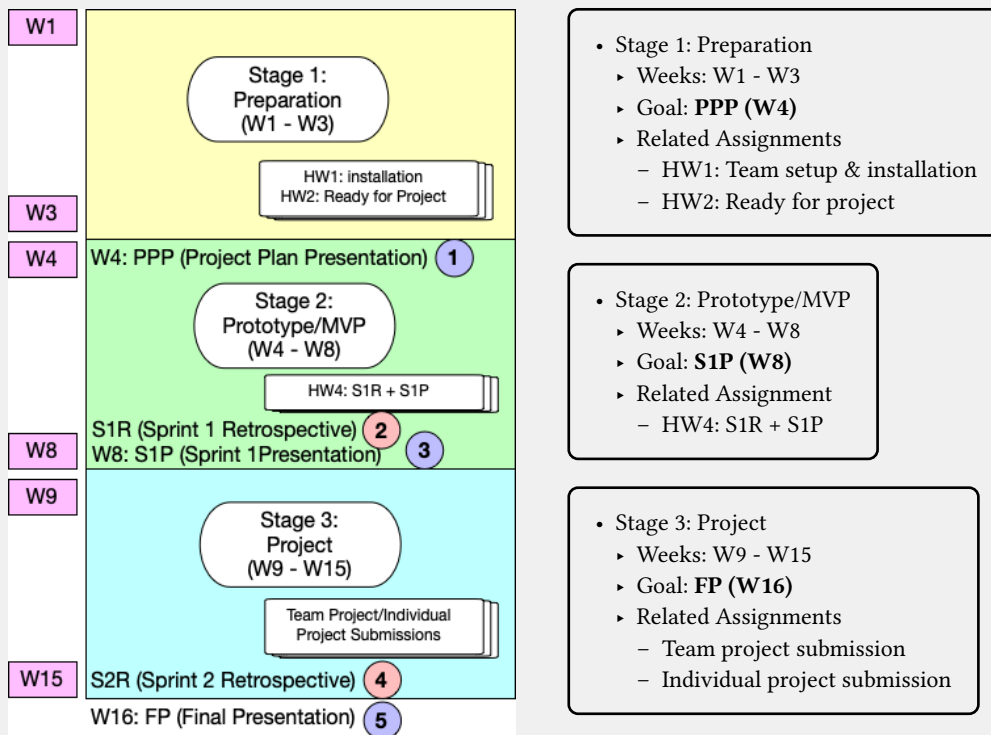 W1
Stage 1:
Preparation
(W1 - W3)
HW1: installation
HW2: Ready for Project
W3
W4
W4: PPP (Project Plan Presentation) 1
Stage 2:
Prototype/MVP
(W4 - W8)
HW4: S1R + S1P
S1R (Sprint 1 Retrospective) 2
W8
W8: S1P (Sprint 1Presentation) 3
W9
Stage 3:
Project
(W9 - W15)
Team Project/Individual
Project Submissions
W15
S2R (Sprint 2 Retrospective) 4
W16: FP (Final Presentation) 5
• Stage 1: Preparation
‣ Weeks: W1 - W3
‣ Goal: PPP (W4)
‣ Related Assignments
– HW1: Team setup & installation
– HW2: Ready for project
• Stage 2: Prototype/MVP
‣ Weeks: W4 - W8
‣ Goal: S1P (W8)
‣ Related Assignment
– HW4: S1R + S1P
• Stage 3: Project
‣ Weeks: W9 - W15
‣ Goal: FP (W16)
‣ Related Assignments
– Team project submission
– Individual project submission